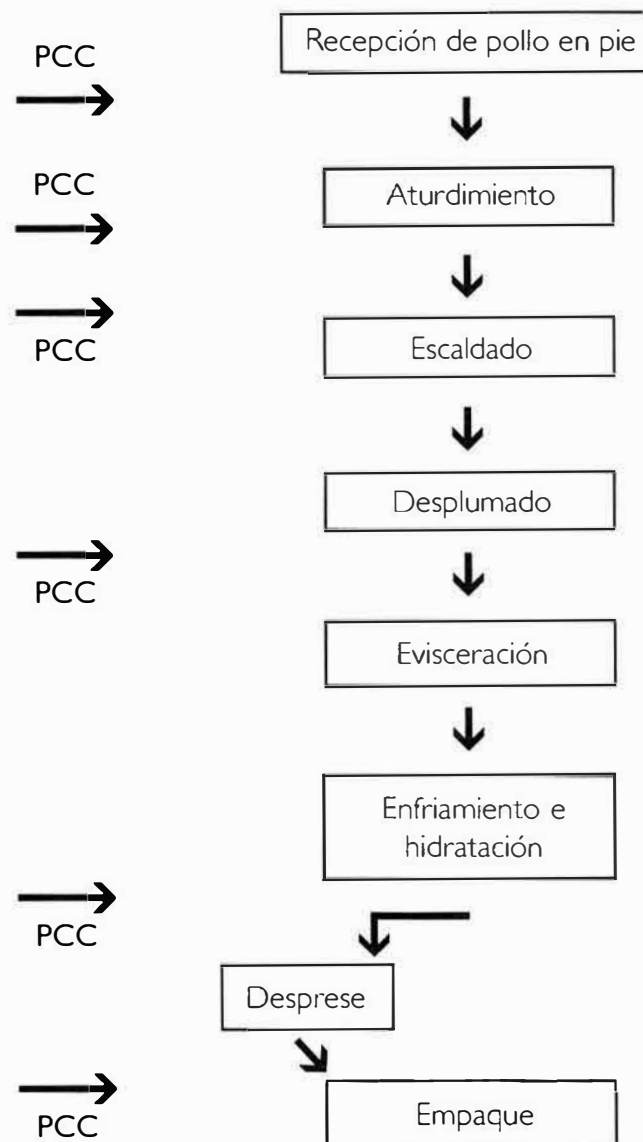 Recepción de pollo en pie
PCC
PCC
Aturdimiento
PCC
Escaldado
Desplumado
PCC
Evisceración
Enfriamiento e
hidratación
PCC
Desprese
PCC
Empaque